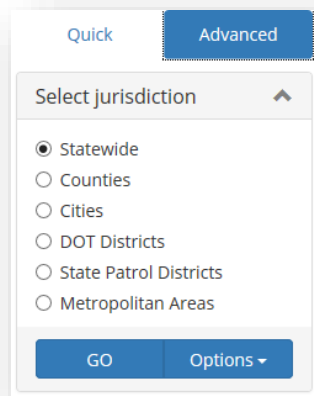 Quick Advanced
Select jurisdiction
Statewide
Counties
Cities
DOT Districts
State Patrol Districts
Metropolitan Areas
GO Options